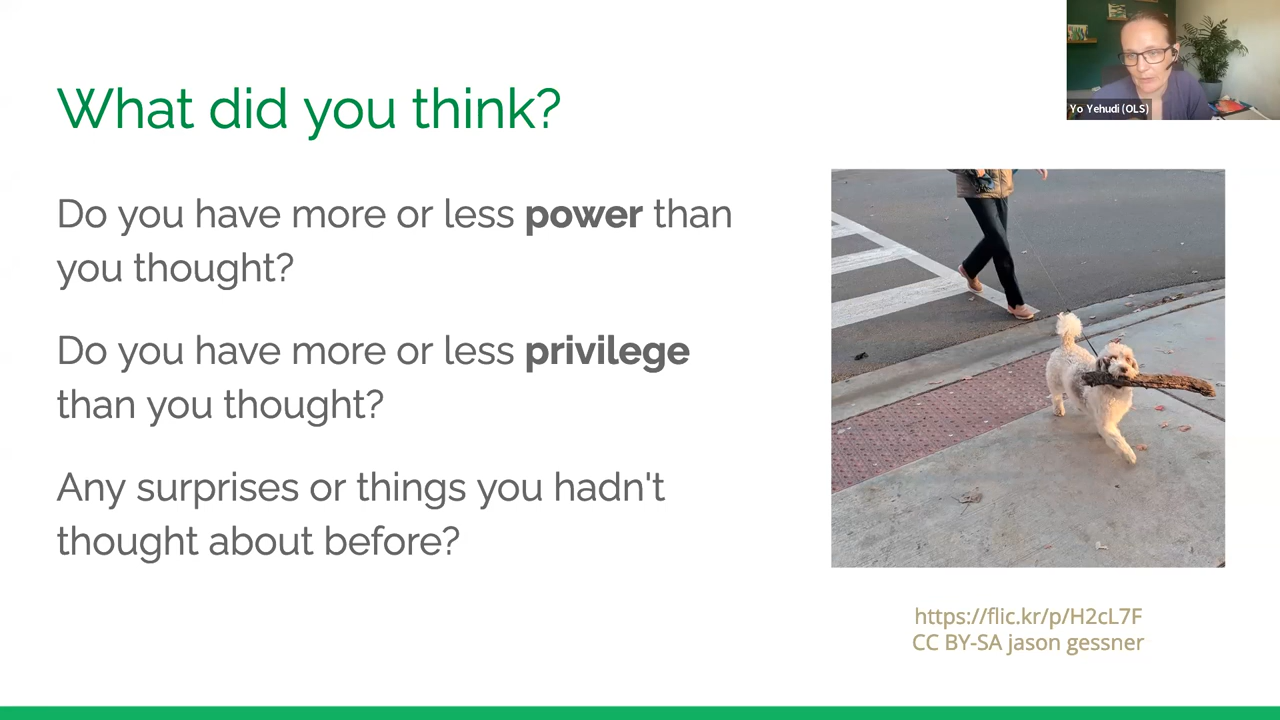 What did you think?
Yo Yehudi (OLS)
Do you have more or less power than
you thought?
Do you have more or less privilege
than you thought?
Any surprises or things you hadn't
thought about before?
https://flic.kr/p/H2cL7F
CC BY-SA jason gessner